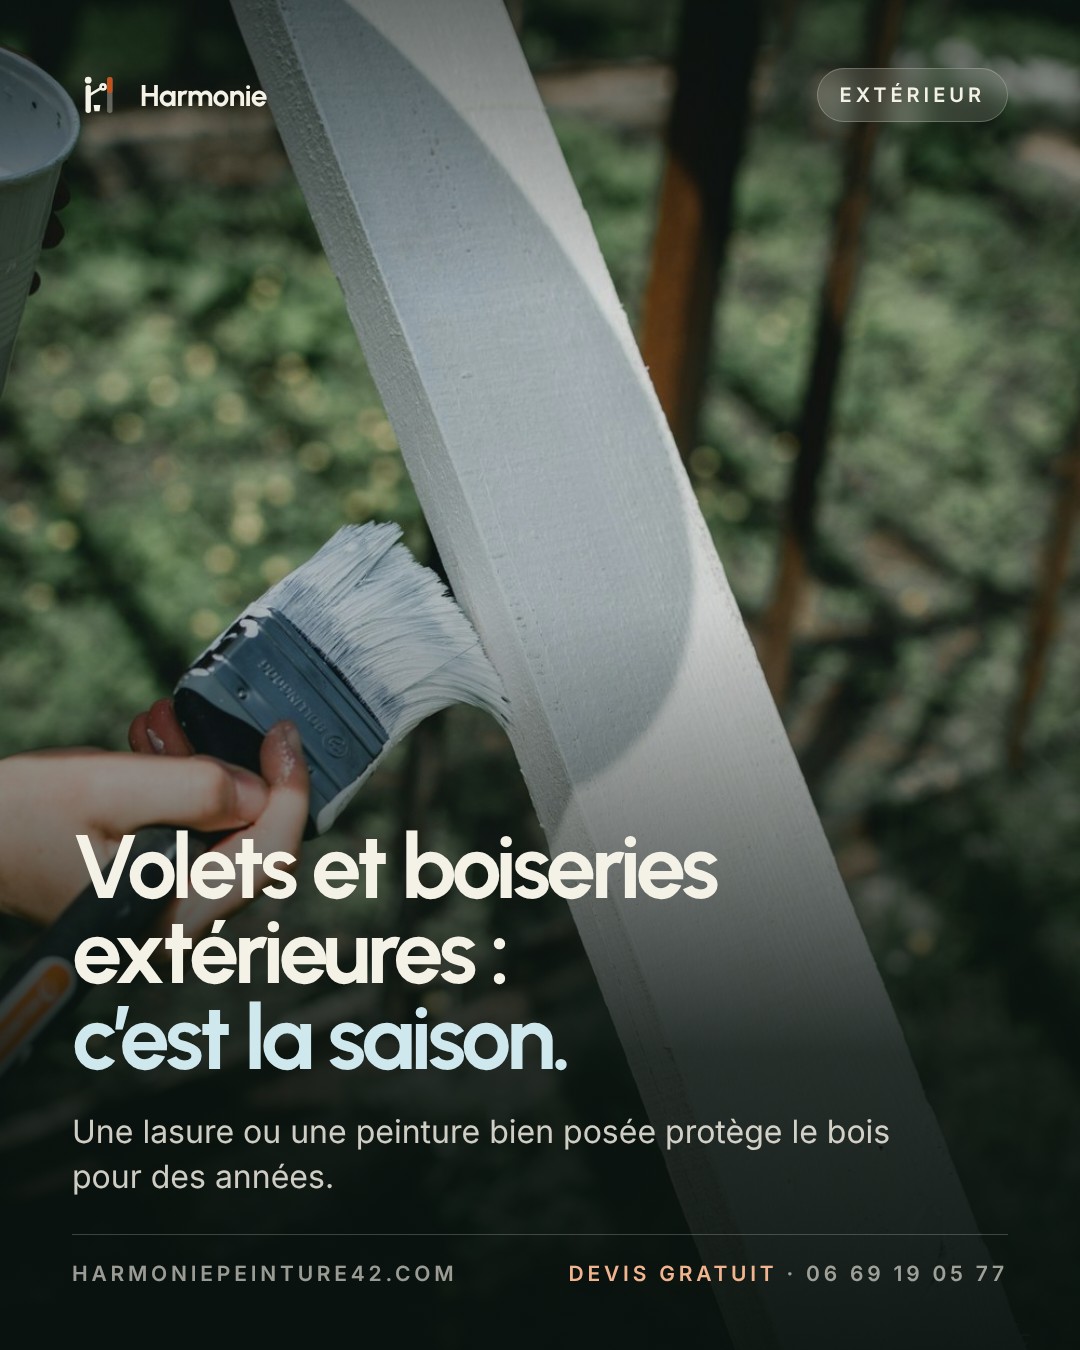 Harmonie
EXTÉRIEUR
Volets et boiseries
extérieures :
c'est la saison.
Une lasure ou une peinture bien posée protège le bois
pour des années.
HARMONIEPEINTURE42.COM
DEVIS GRATUIT · 06 69 19 05 77